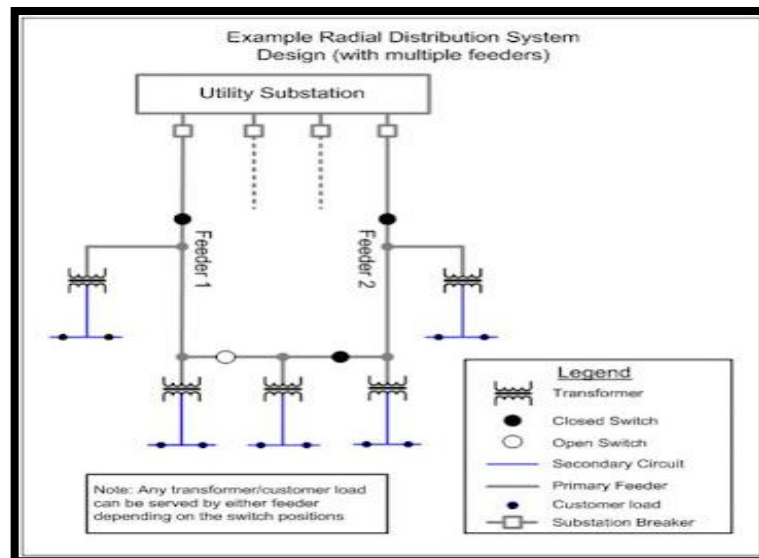 Example Radial Distribution System
Design (with multiple feeders)
Utility Substation
Feeder 1
Feeder 2
Legend
Transformer
Closed Switch
Open Switch
Secondary Circuit
Primary Feeder
Customer load
Substation Breaker
Note: Any transformer/customer load
can be served by either feeder
depending on the switch positions